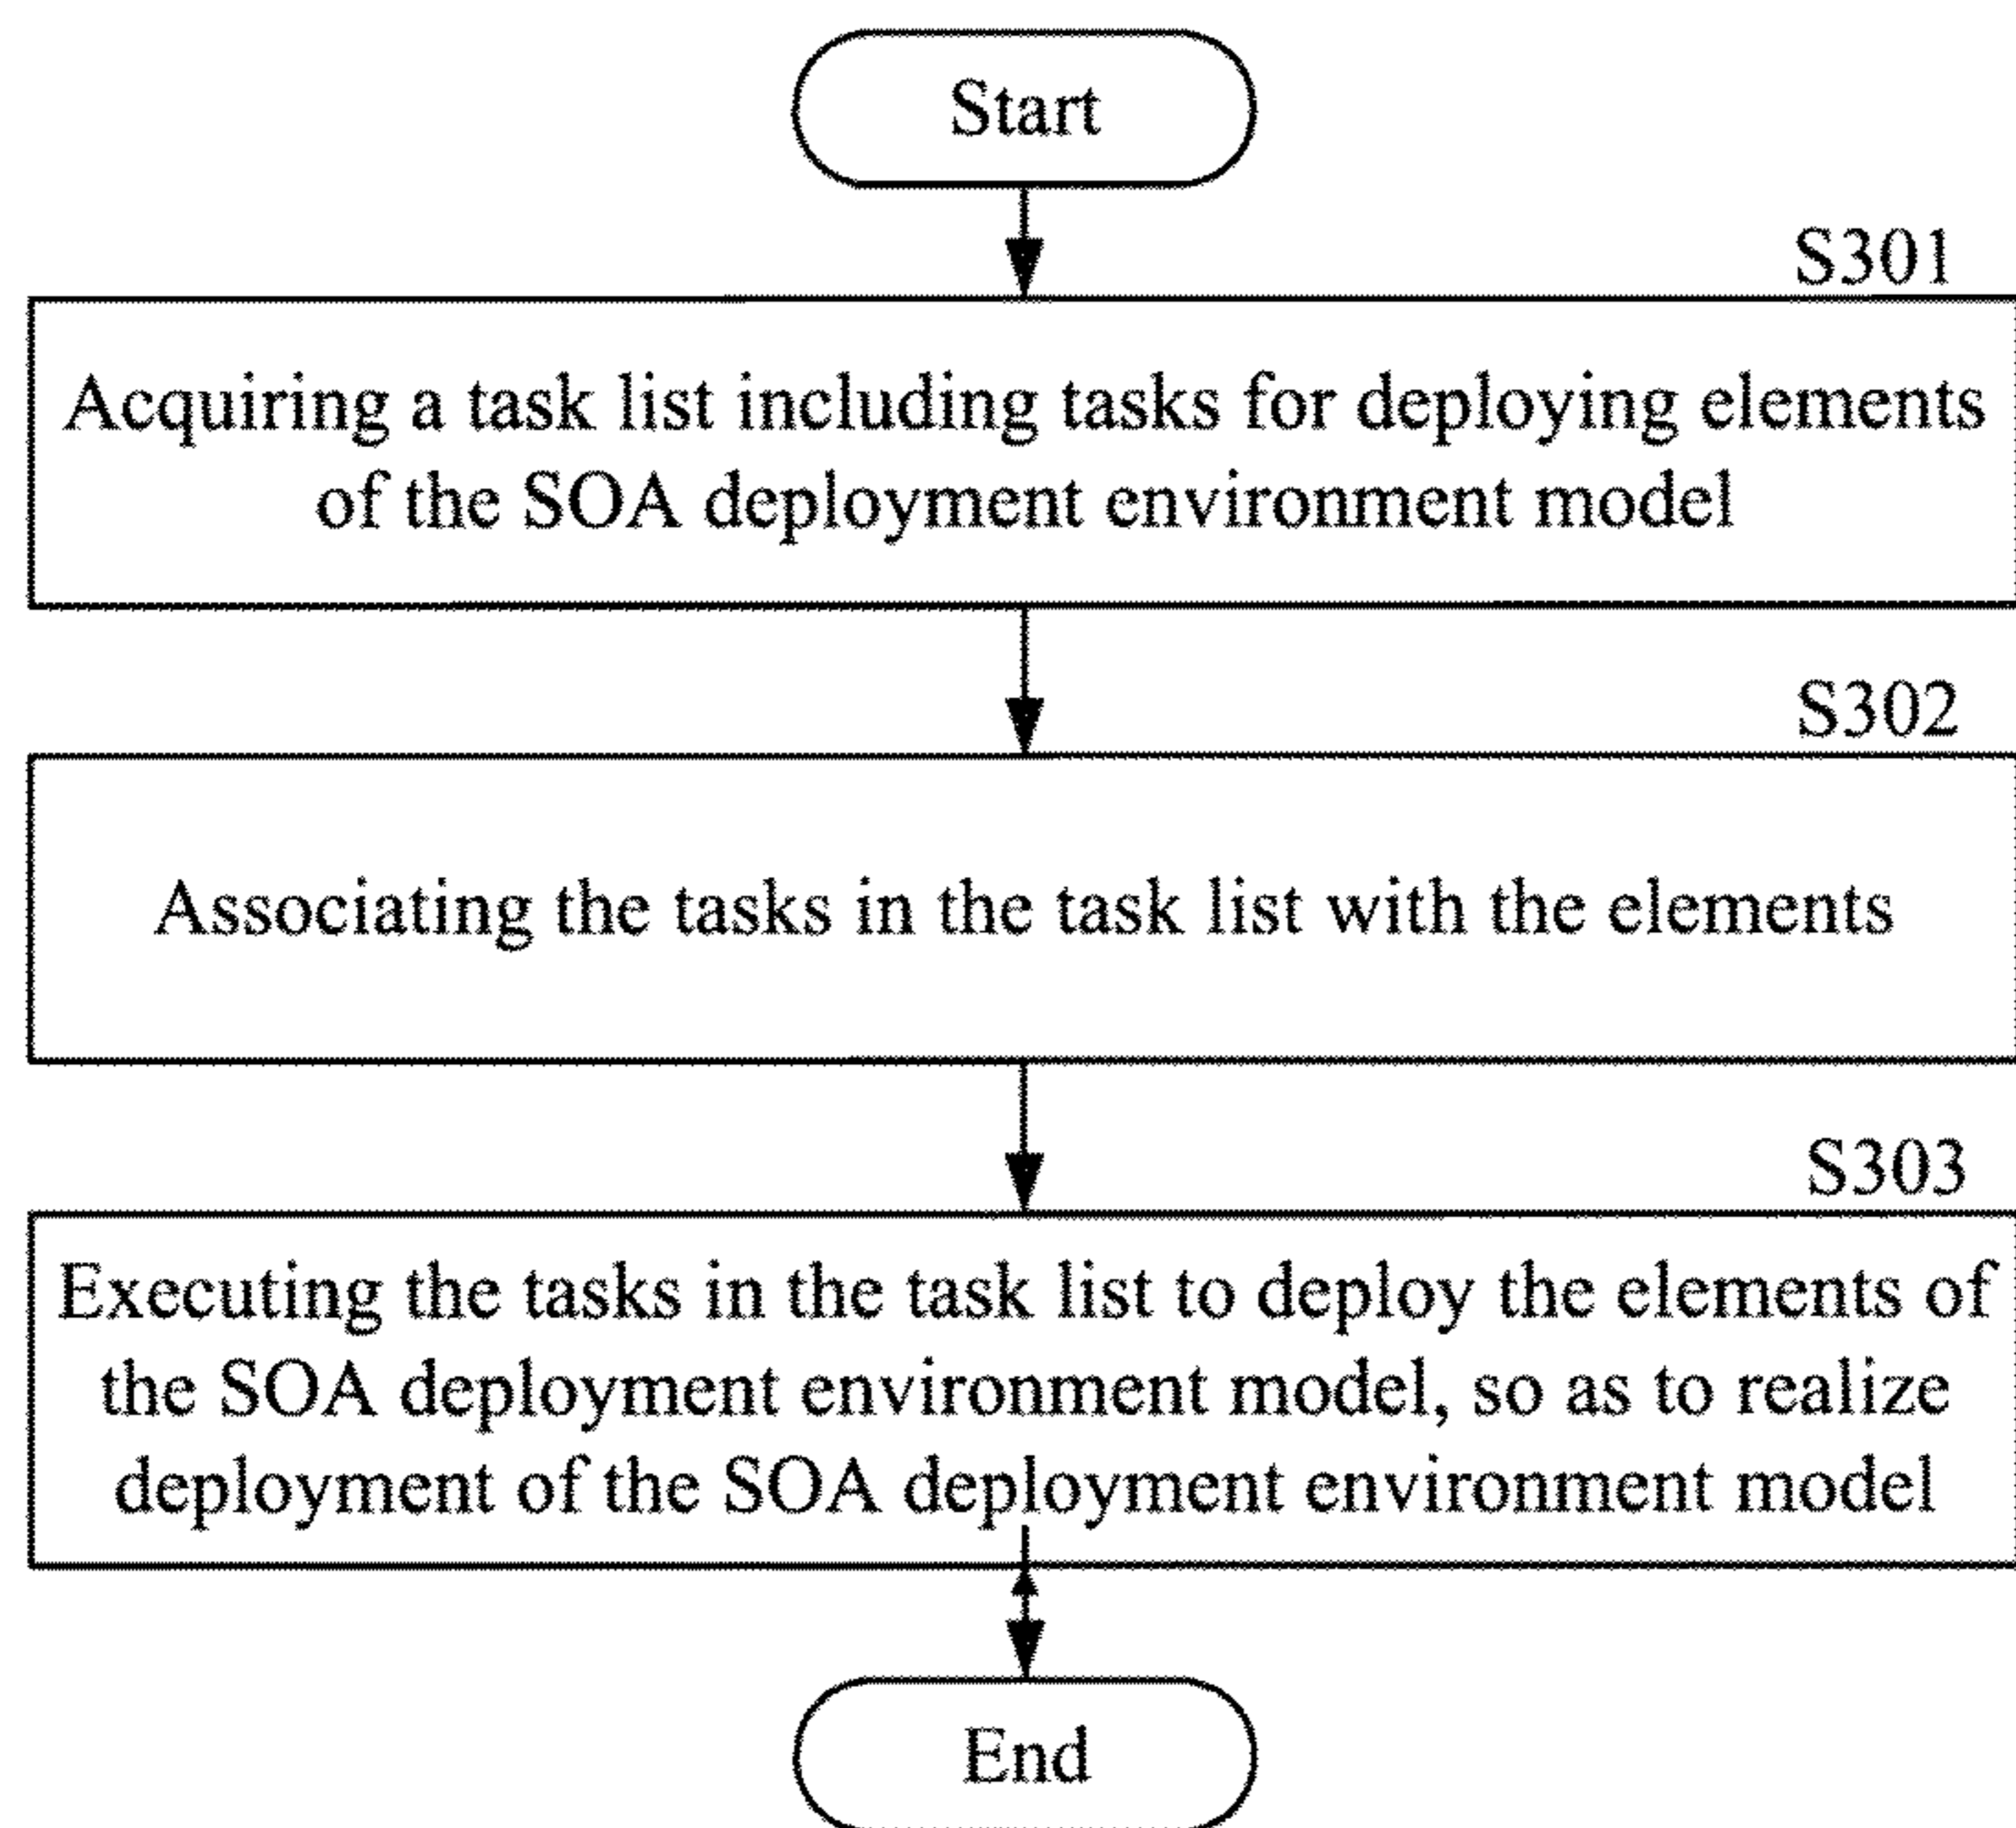 Start
S301
Acquiring a task list including tasks for deploying elements
of the SOA deployment environment model
S302
Associating the tasks in the task list with the elements
S303
Executing the tasks in the task list to deploy the elements of
the SOA deployment environment model, so as to realize
deployment of the SOA deployment environment model
End